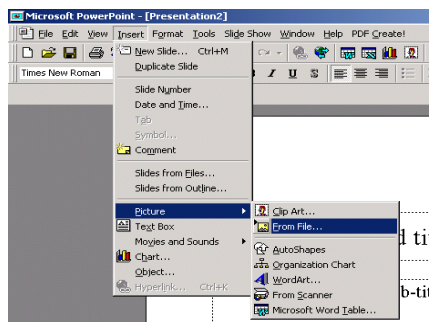 Microsoft PowerPoint - [Presentation2]
File Edit View Insert Format Tools Slide Show Window Help PDF Create!
New Slide... Ctrl+M
Times New Roman
Duplicate Slide
Slide Number
Date and Time...
Tab
Symbol...
Comment
Slides from Files...
Slides from Outline...
Picture
Clip Art...
Text Box
From File...
Movies and Sounds
AutoShapes
Chart...
Organization Chart
Object...
WordArt...
Hyperlink... Ctrl+K
From Scanner
Microsoft Word Table...
d ti
b-tit